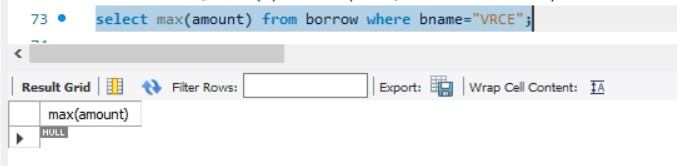 73 select max(amount) from borrow where bname="VRCE";
Result Grid Filter Rows: Export: Wrap Cell Content: IA
max(amount)
NULL